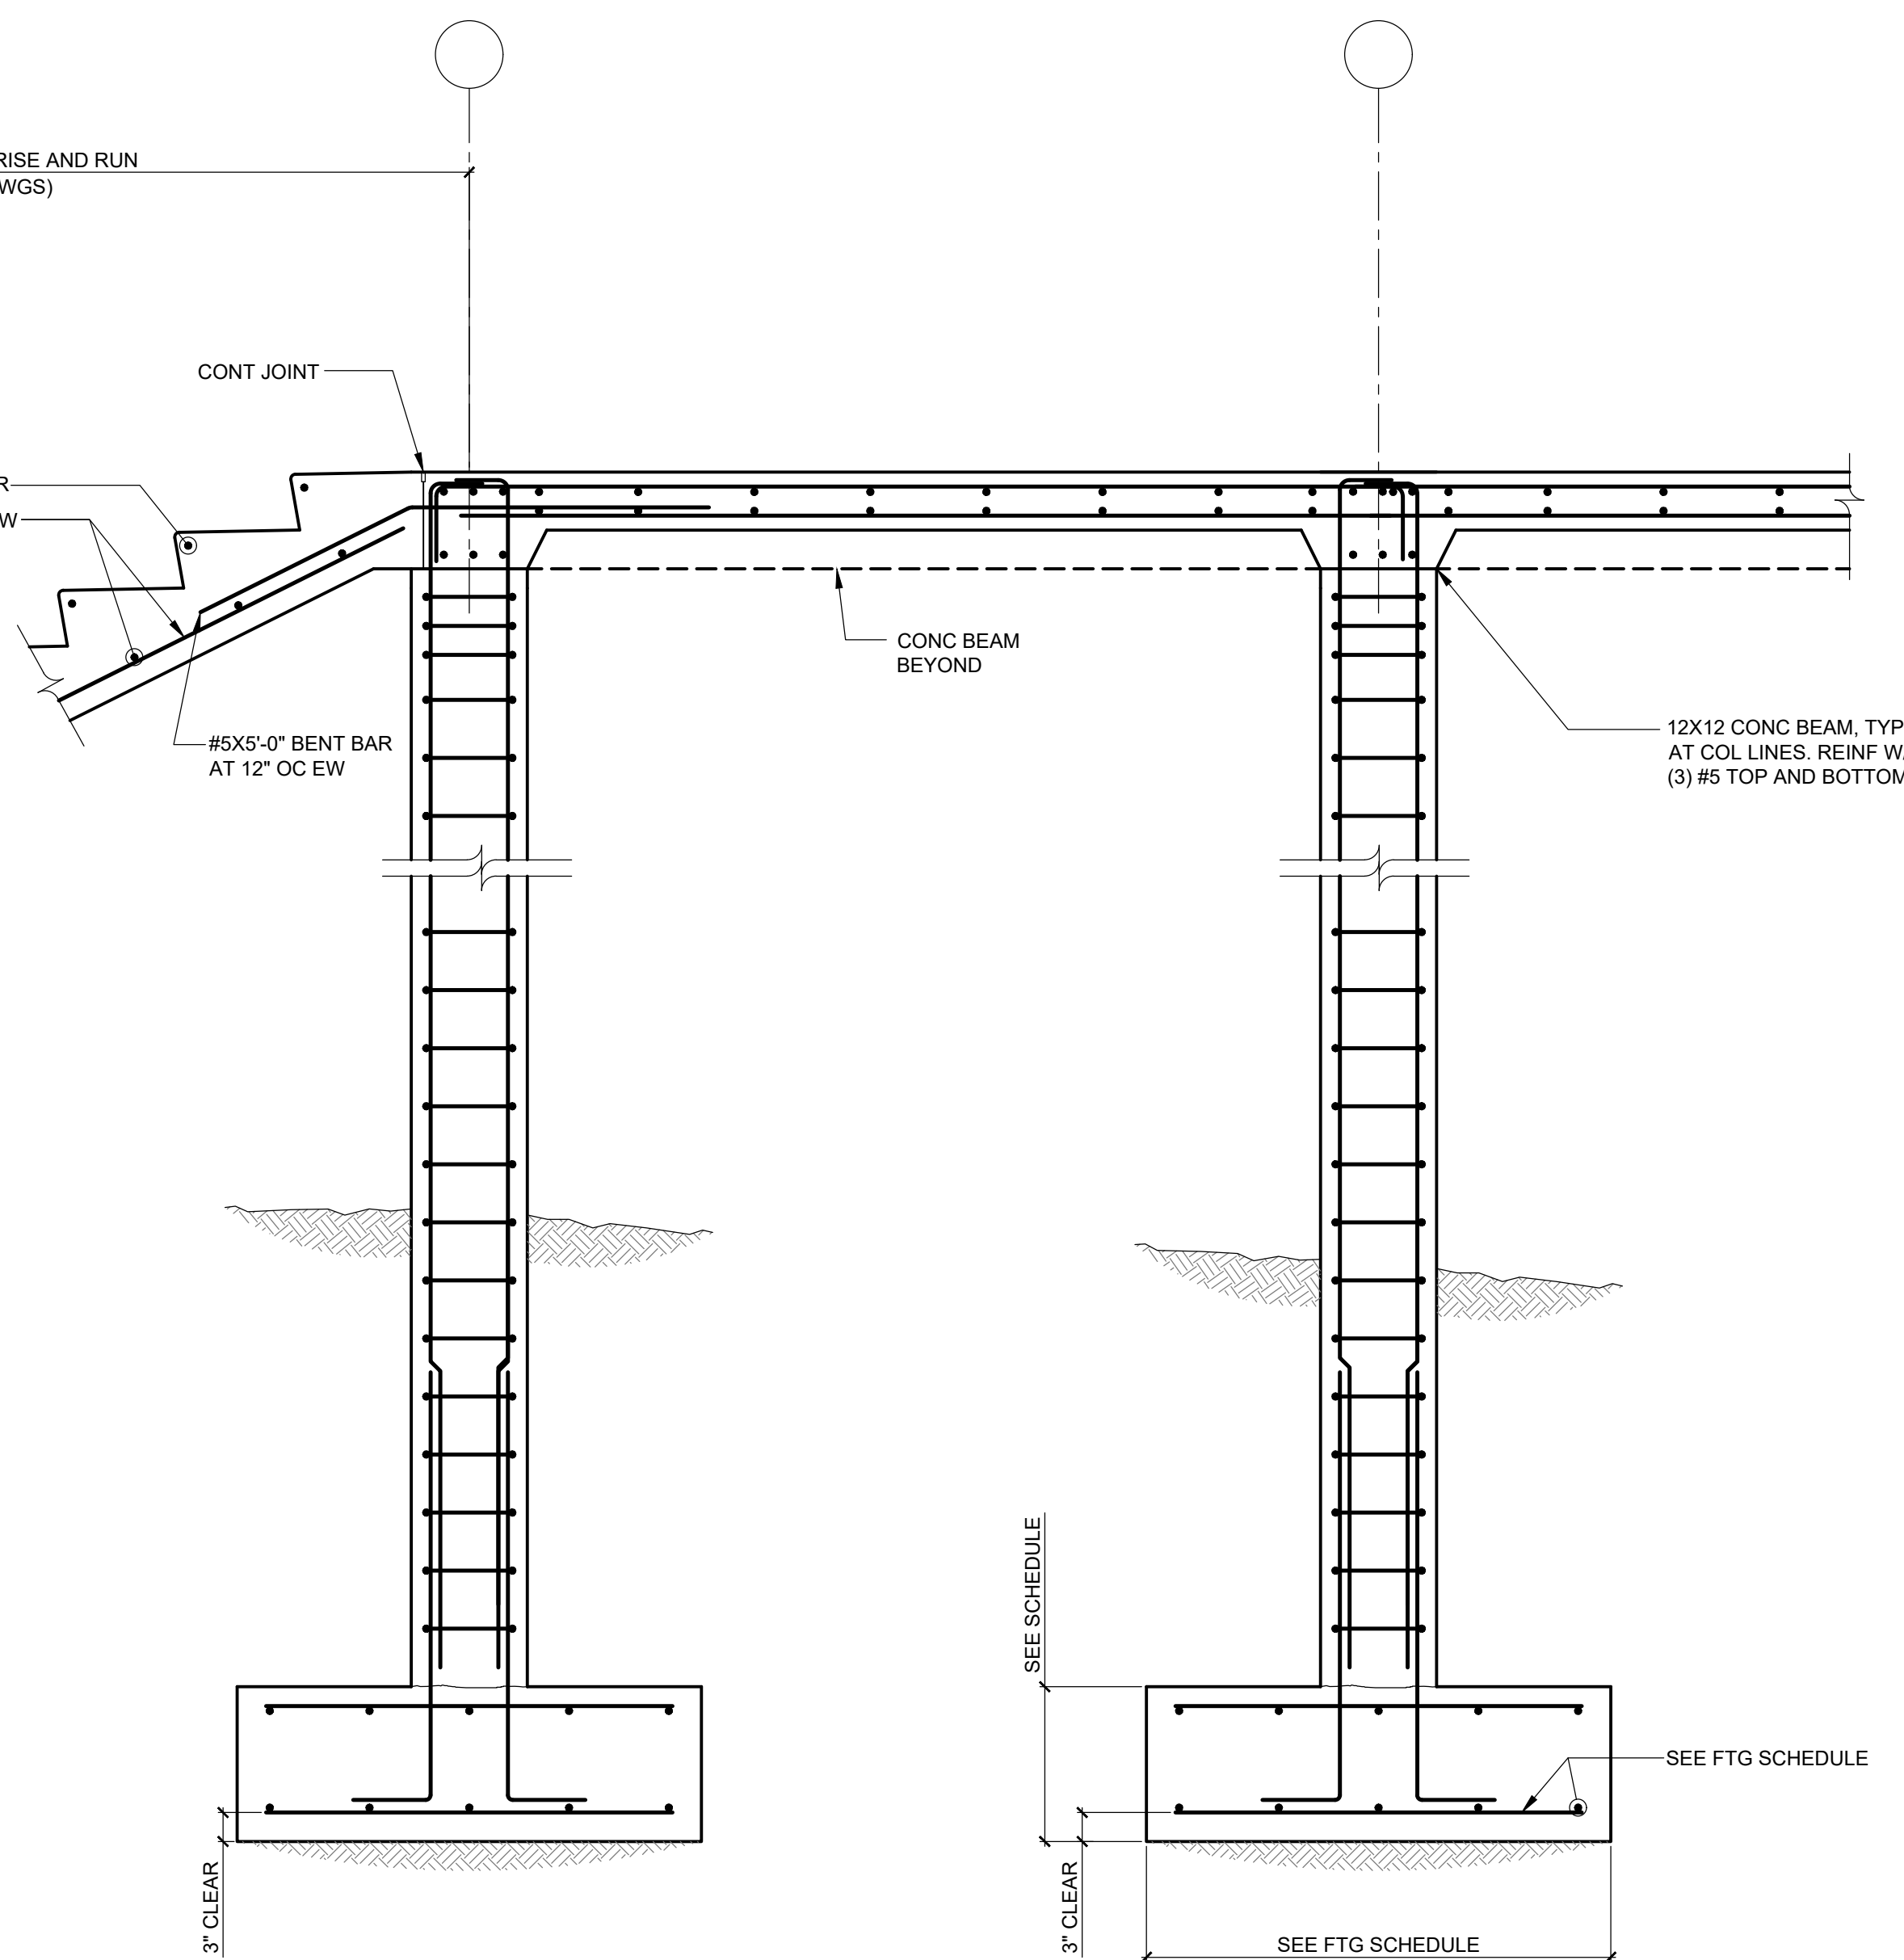 RISE AND RUN
WGS)
CONT JOINT
R
W
CONC BEAM
BEYOND
#5X5'-0" BENT BAR
AT 12" OC EW
12X12 CONC BEAM, TYP
AT COL LINES. REINF W/
(3) #5 TOP AND BOTTOM
SEE SCHEDULE
SEE FTG SCHEDULE
3" CLEAR
3" CLEAR
SEE FTG SCHEDULE